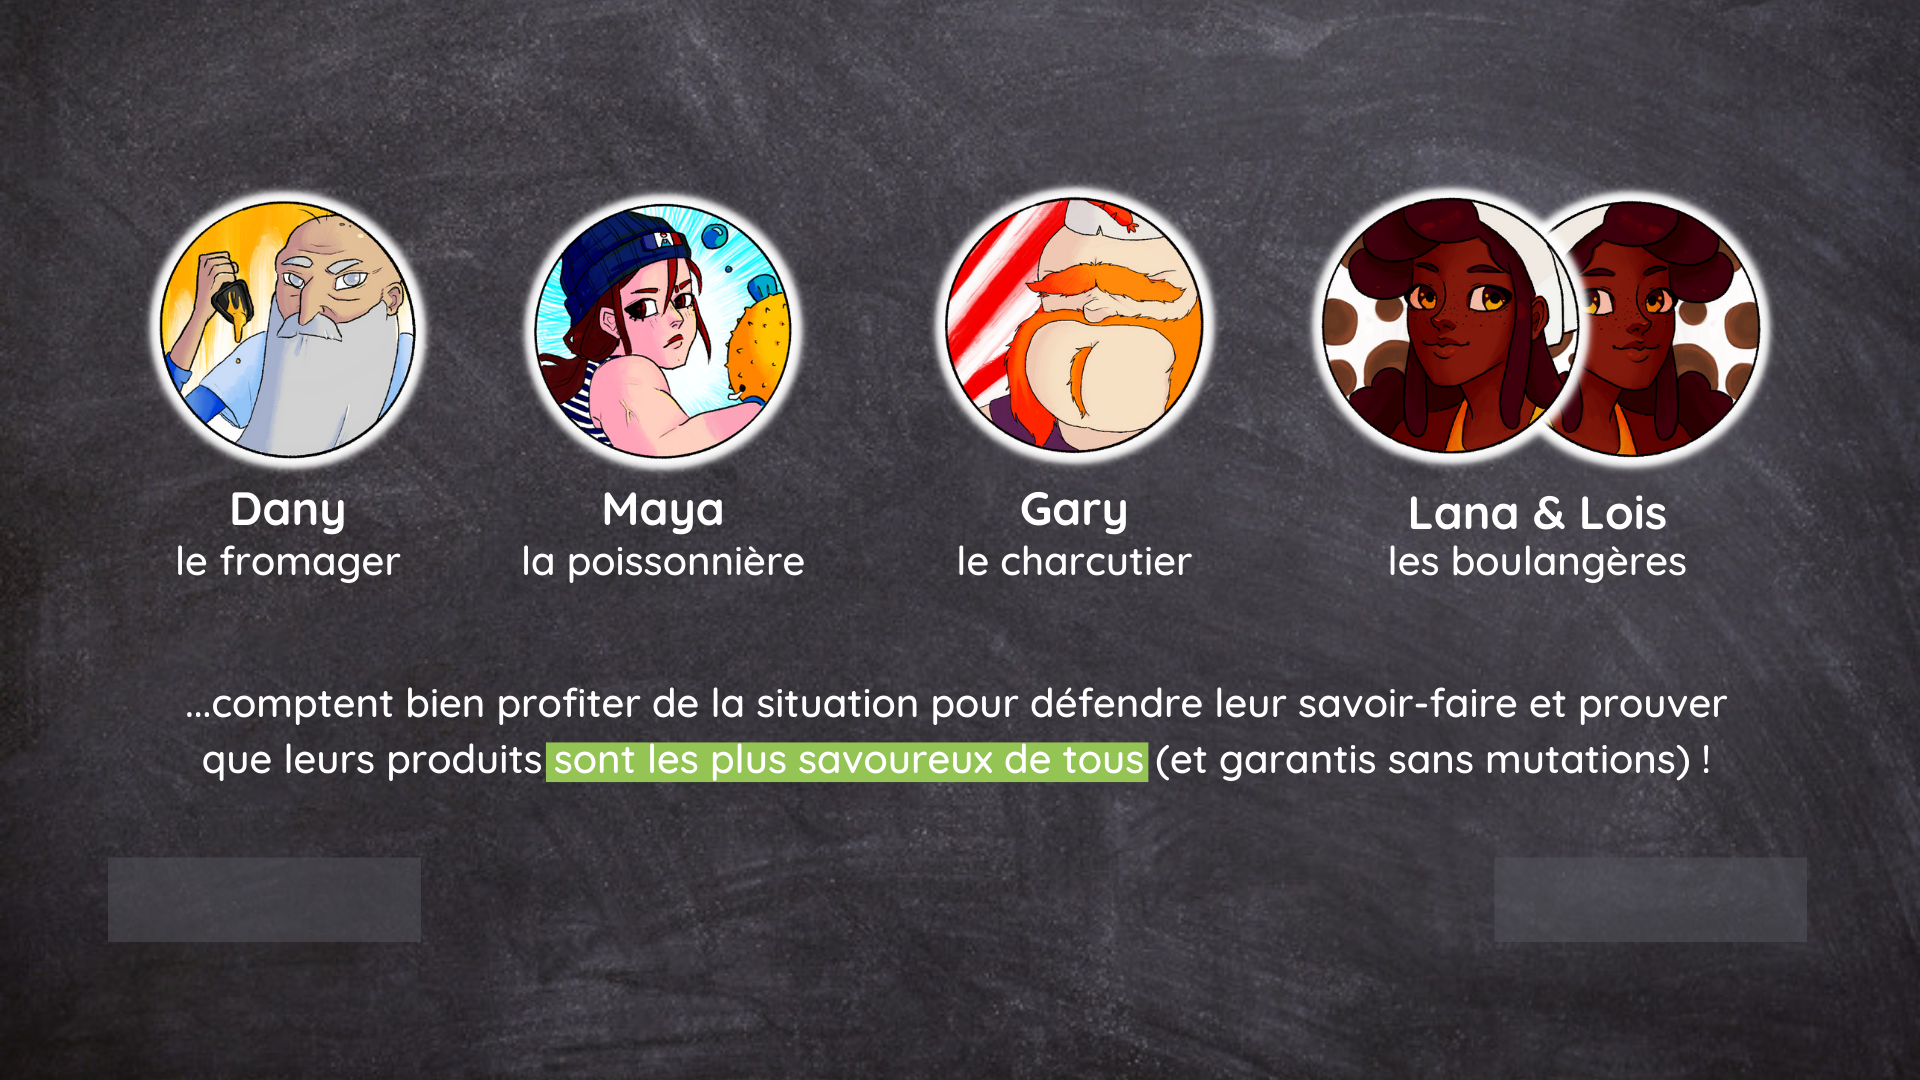 Dany
le fromager
Maya
la poissonnière
Gary
le charcutier
Lana & Lois
les boulangères
...comptent bien profiter de la situation pour défendre leur savoir-faire et prouver
que leurs produits sont les plus savoureux de tous (et garantis sans mutations) !